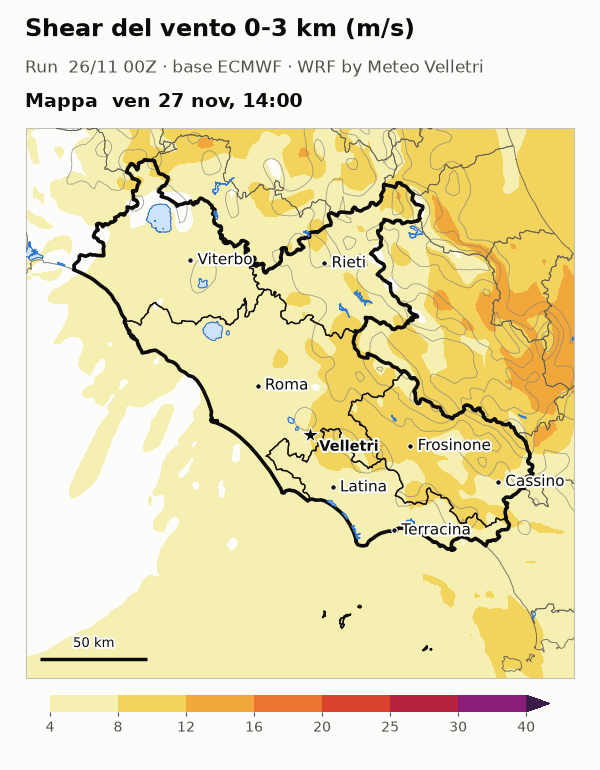 Shear del vento 0-3 km (m/s)
Run  26/11 00Z · base ECMWF · WRF by Meteo Velletri
Mappa  ven 27 nov, 14:00
Viterbo
Rieti
Roma
Velletri
Frosinone
Latina
Cassino
Terracina
50 km
4 8 12 16 20 25 30 40